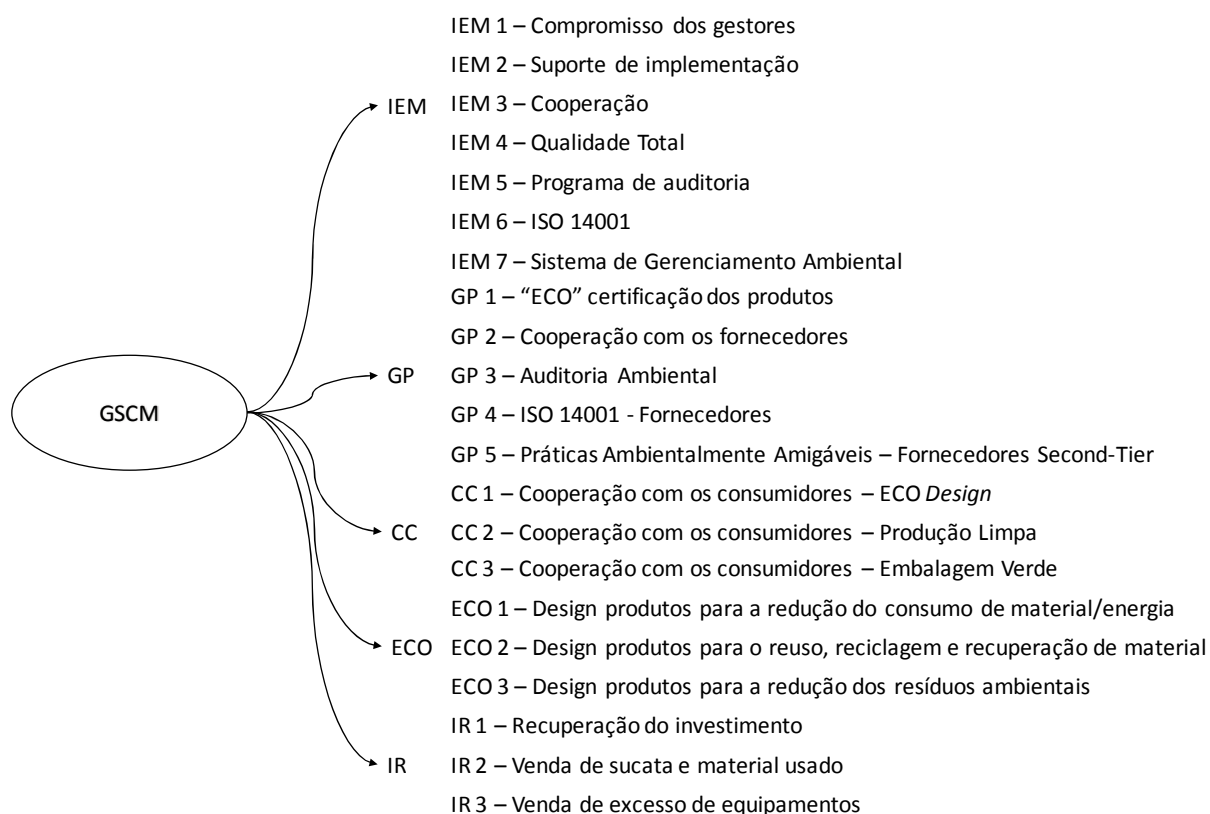 IEM 1 – Compromisso dos gestores
IEM 2 – Suporte de implementação
IEM IEM 3 – Cooperação
IEM 4 – Qualidade Total
IEM 5 – Programa de auditoria
IEM 6 – ISO 14001
IEM 7 – Sistema de Gerenciamento Ambiental
GP 1 – “ECO” certificação dos produtos
GP 2 – Cooperação com os fornecedores
GP GP 3 – Auditoria Ambiental
GSCM GP 4 – ISO 14001 - Fornecedores
GP 5 – Práticas Ambientalmente Amigáveis – Fornecedores Second-Tier
CC 1 – Cooperação com os consumidores – ECO Design
CC CC 2 – Cooperação com os consumidores – Produção Limpa
CC 3 – Cooperação com os consumidores – Embalagem Verde
ECO 1 – Design produtos para a redução do consumo de material/energia
ECO ECO 2 – Design produtos para o reuso, reciclagem e recuperação de material
ECO 3 – Design produtos para a redução dos resíduos ambientais
IR 1 – Recuperação do investimento
IR IR 2 – Venda de sucata e material usado
IR 3 – Venda de excesso de equipamentos